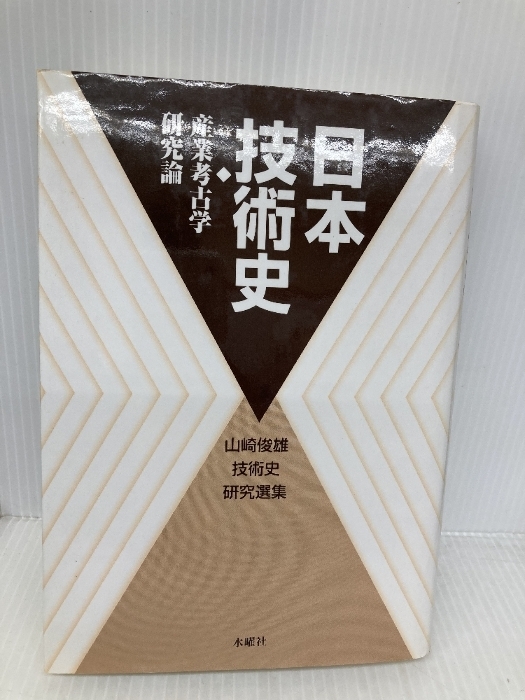 日本
技術史・
産業考古学
研究論
山崎俊雄
技術史
研究選集
水曜社